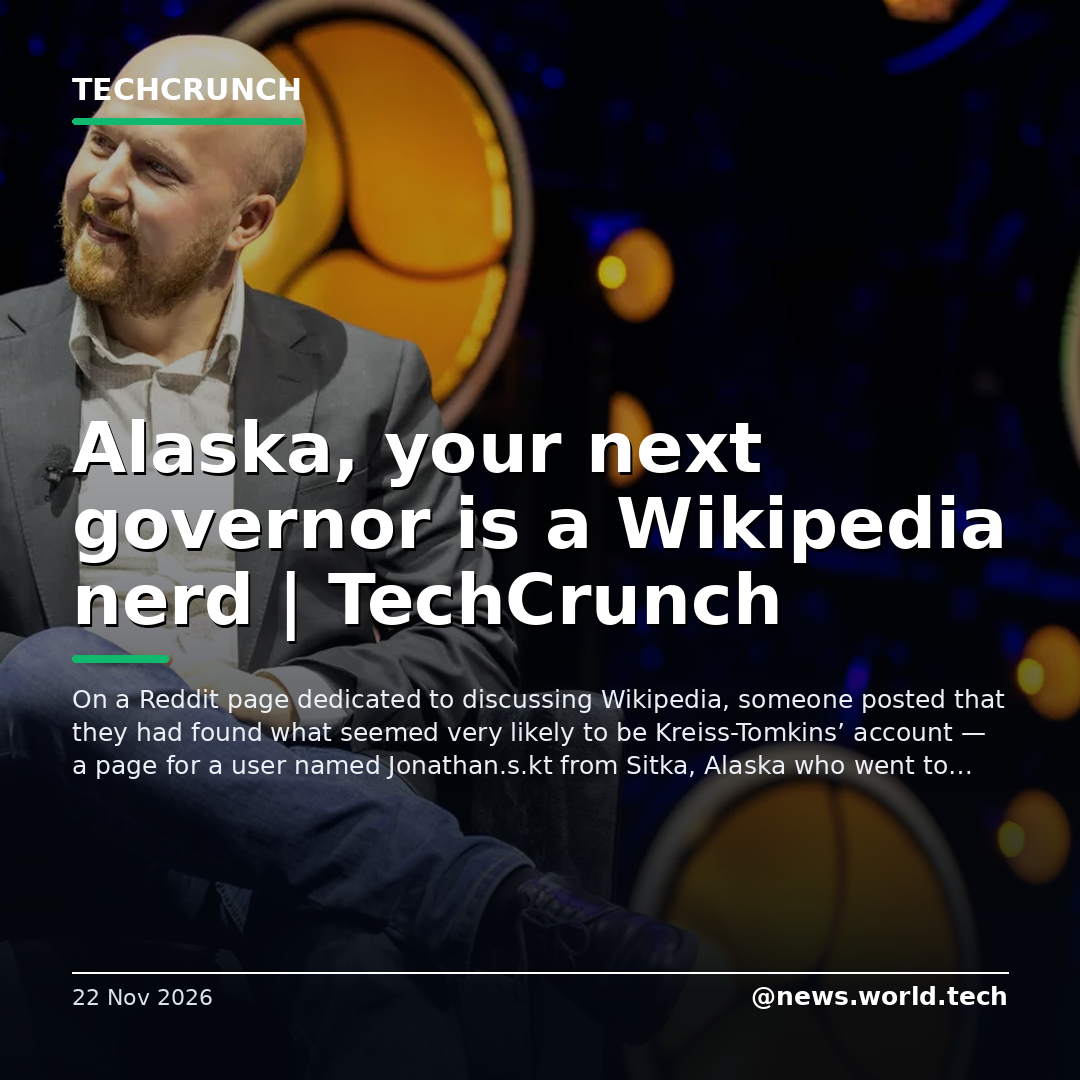 TECHCRUNCH
Alaska, your next
governor is a Wikipedia
nerd | TechCrunch
On a Reddit page dedicated to discussing Wikipedia, someone posted that
they had found what seemed very likely to be Kreiss-Tomkins’ account —
a page for a user named Jonathan.s.kt from Sitka, Alaska who went to…
22 Nov 2026
@news.world.tech